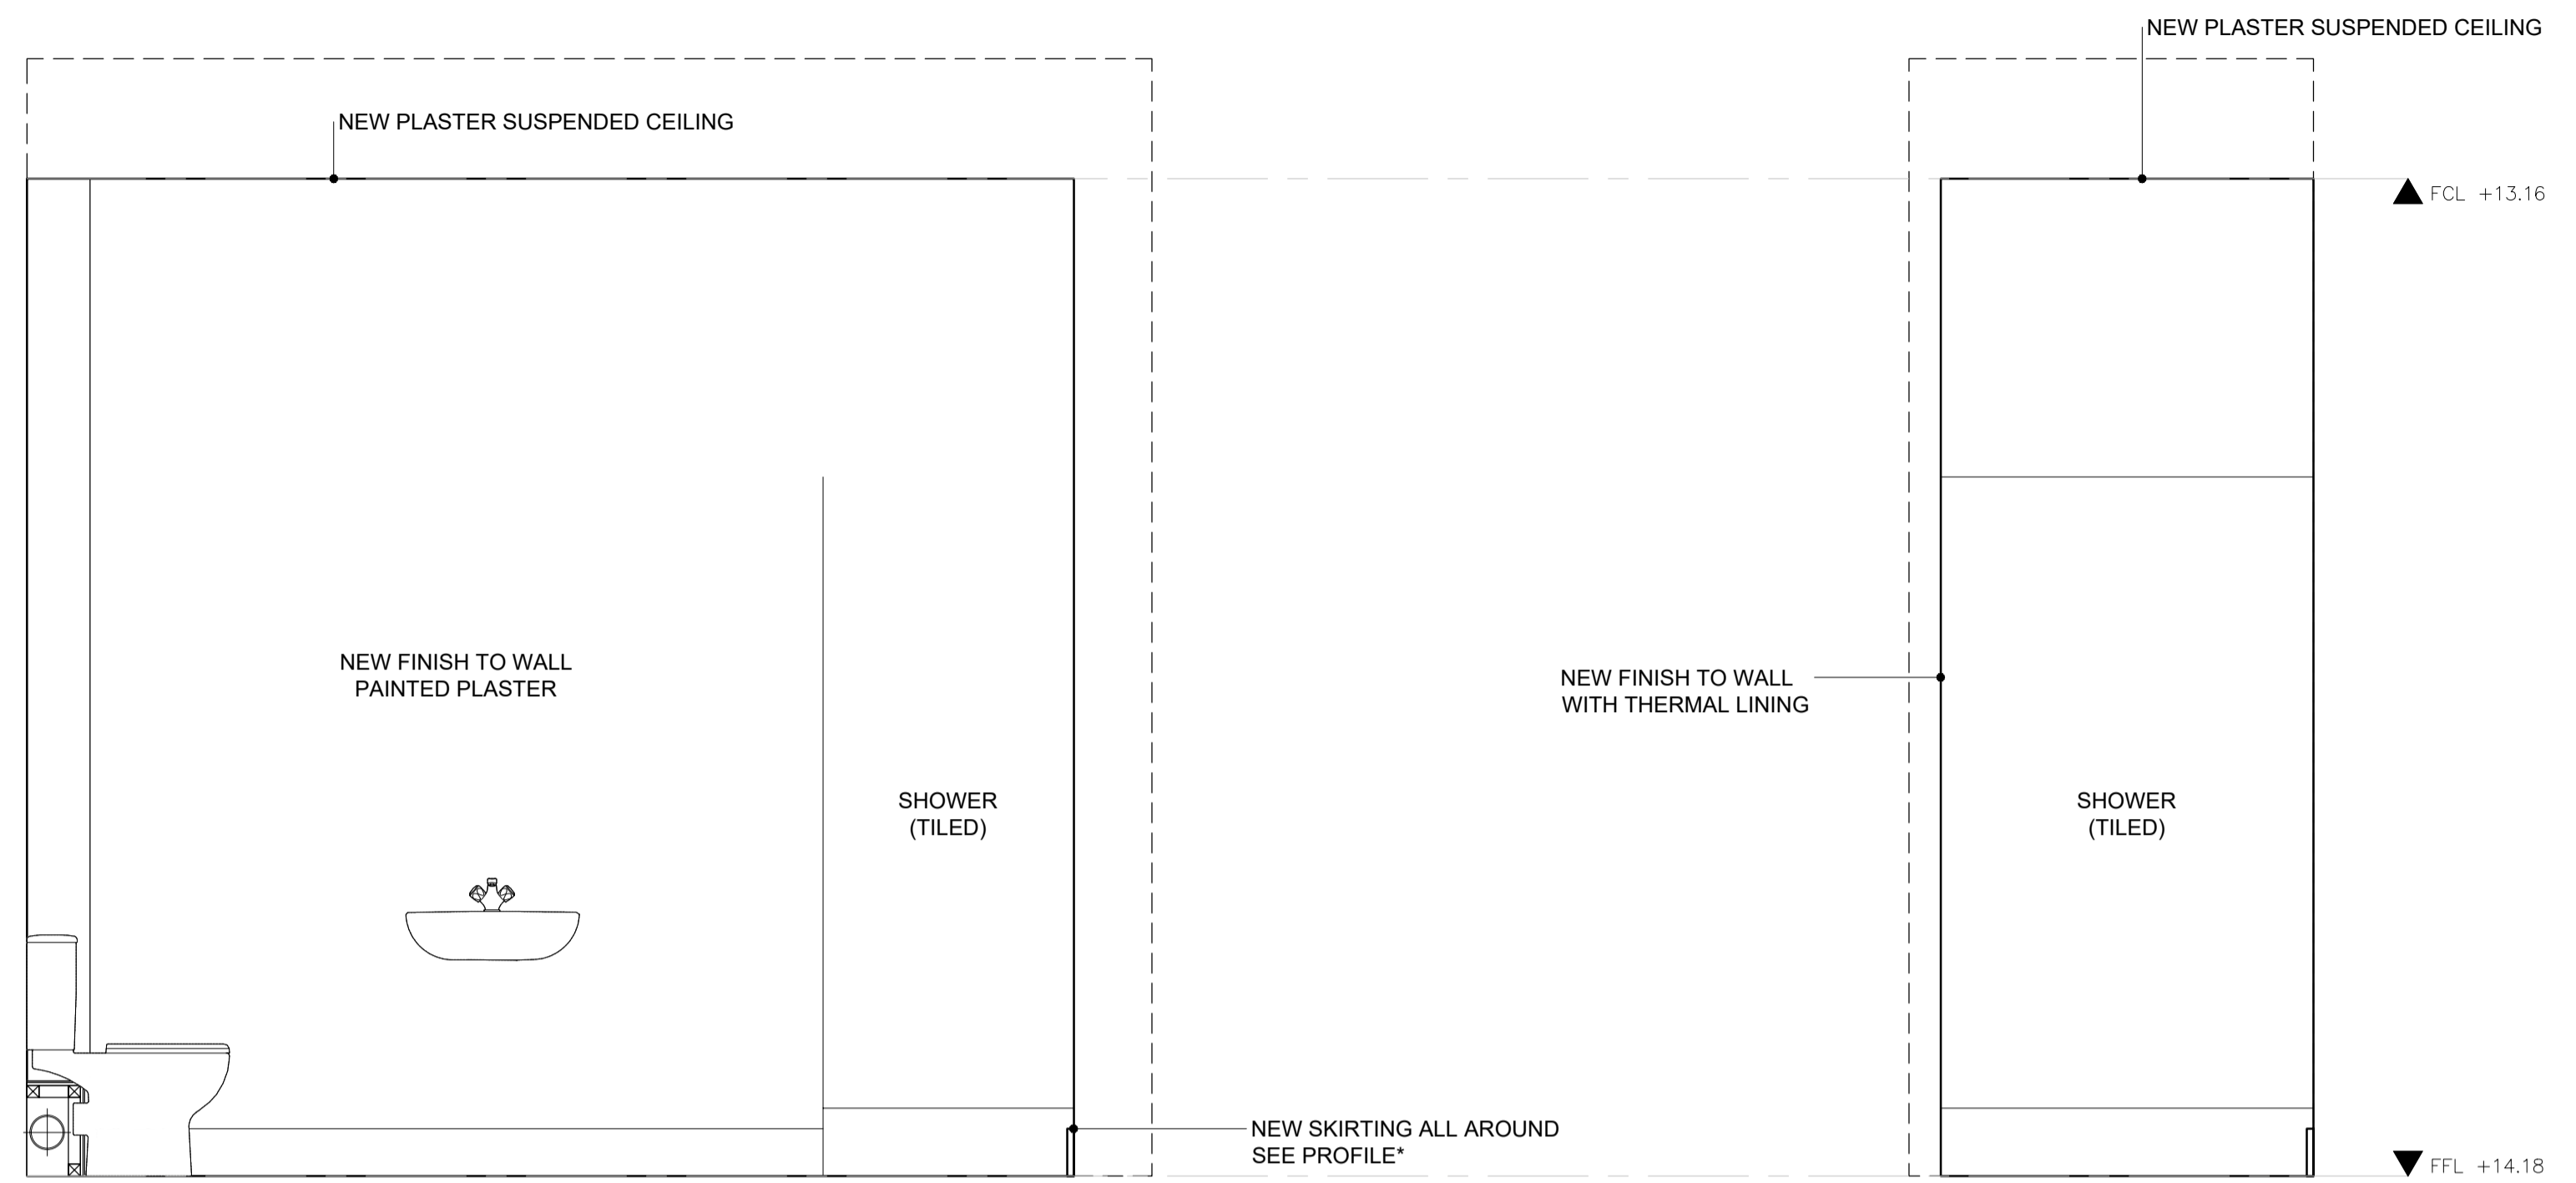 NEW PLASTER SUSPENDED CEILING
NEW PLASTER SUSPENDED CEILING
FCL +13.16
NEW FINISH TO WALL
PAINTED PLASTER
NEW FINISH TO WALL
WITH THERMAL LINING
SHOWER
(TILED)
SHOWER
(TILED)
NEW SKIRTING ALL AROUND
SEE PROFILE*
FFL +14.18